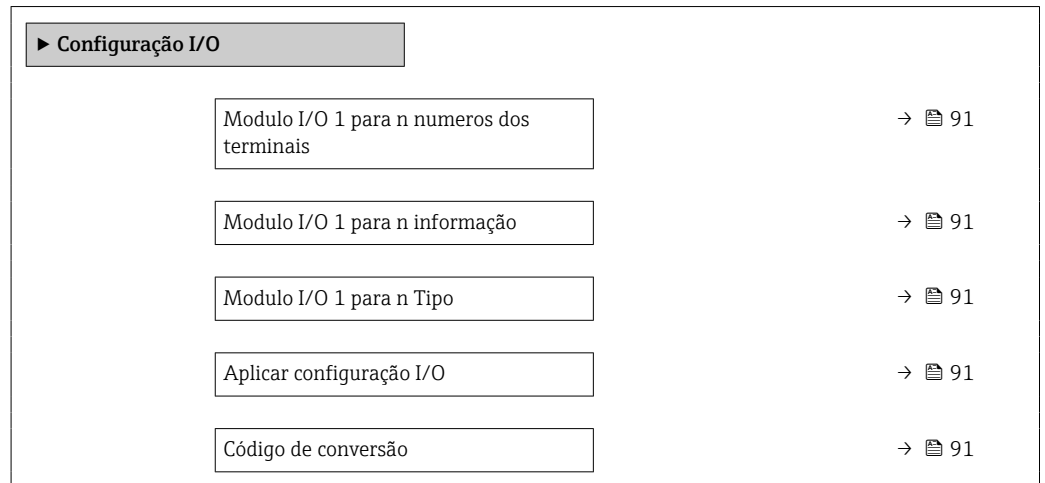 ▶ Configuração I/O
Modulo I/O 1 para n numeros dos
terminais
→ 91
Modulo I/O 1 para n informação
→ 91
Modulo I/O 1 para n Tipo
→ 91
Aplicar configuração I/O
→ 91
Código de conversão
→ 91